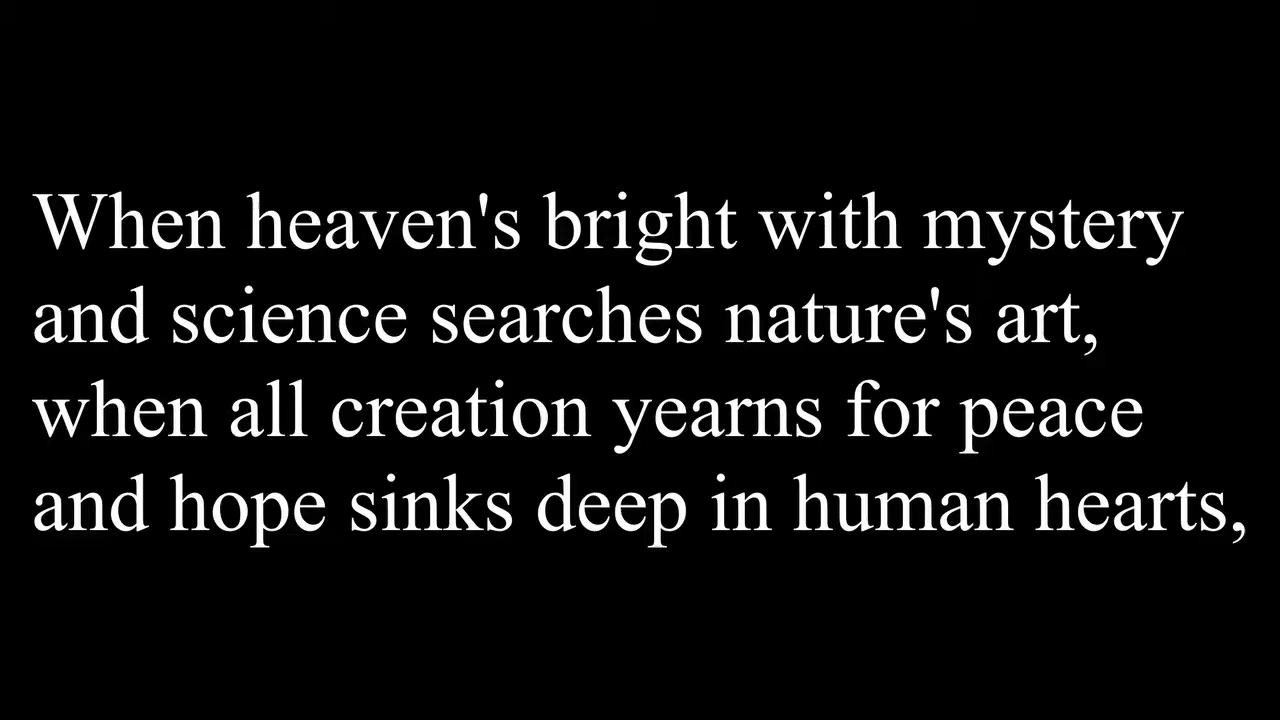 When heaven's bright with mystery
and science searches nature's art,
when all creation yearns for peace
and hope sinks deep in human hearts,